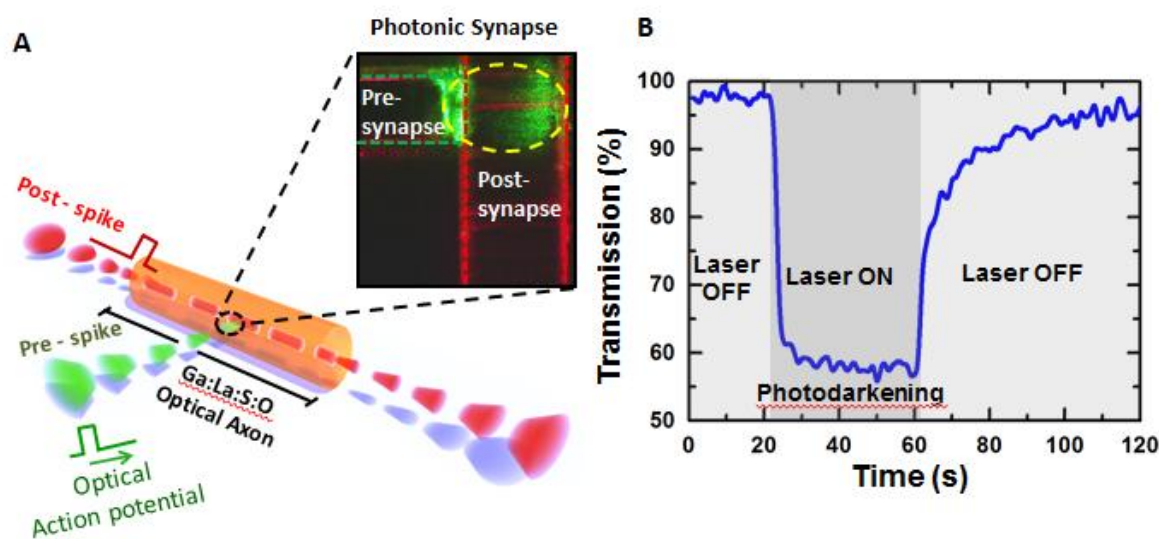 A
Photonic Synapse
Pre-
synapse
Post-
synapse
Post - spike
Pre - spike
Ga:La:S:O
Optical Axon
Optical
Action potential
B
Transmission (%)
100
90
80
70
60
50
Laser
OFF
Laser ON
Laser OFF
Photodarkening
0 20 40 60 80 100 120
Time (s)